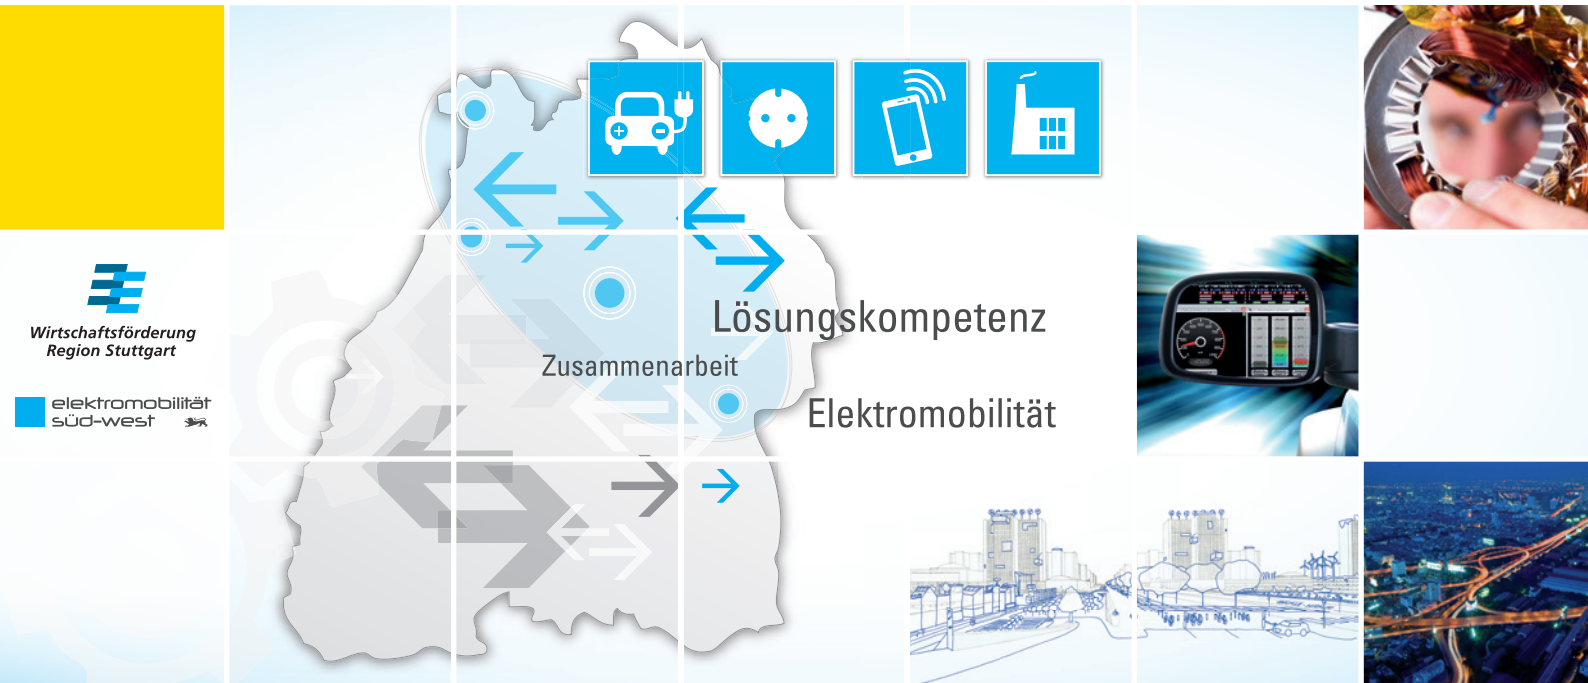 Wirtschaftsförderung
Region Stuttgart
elektromobilität
süd-west
Lösungskompetenz
Zusammenarbeit
Elektromobilität